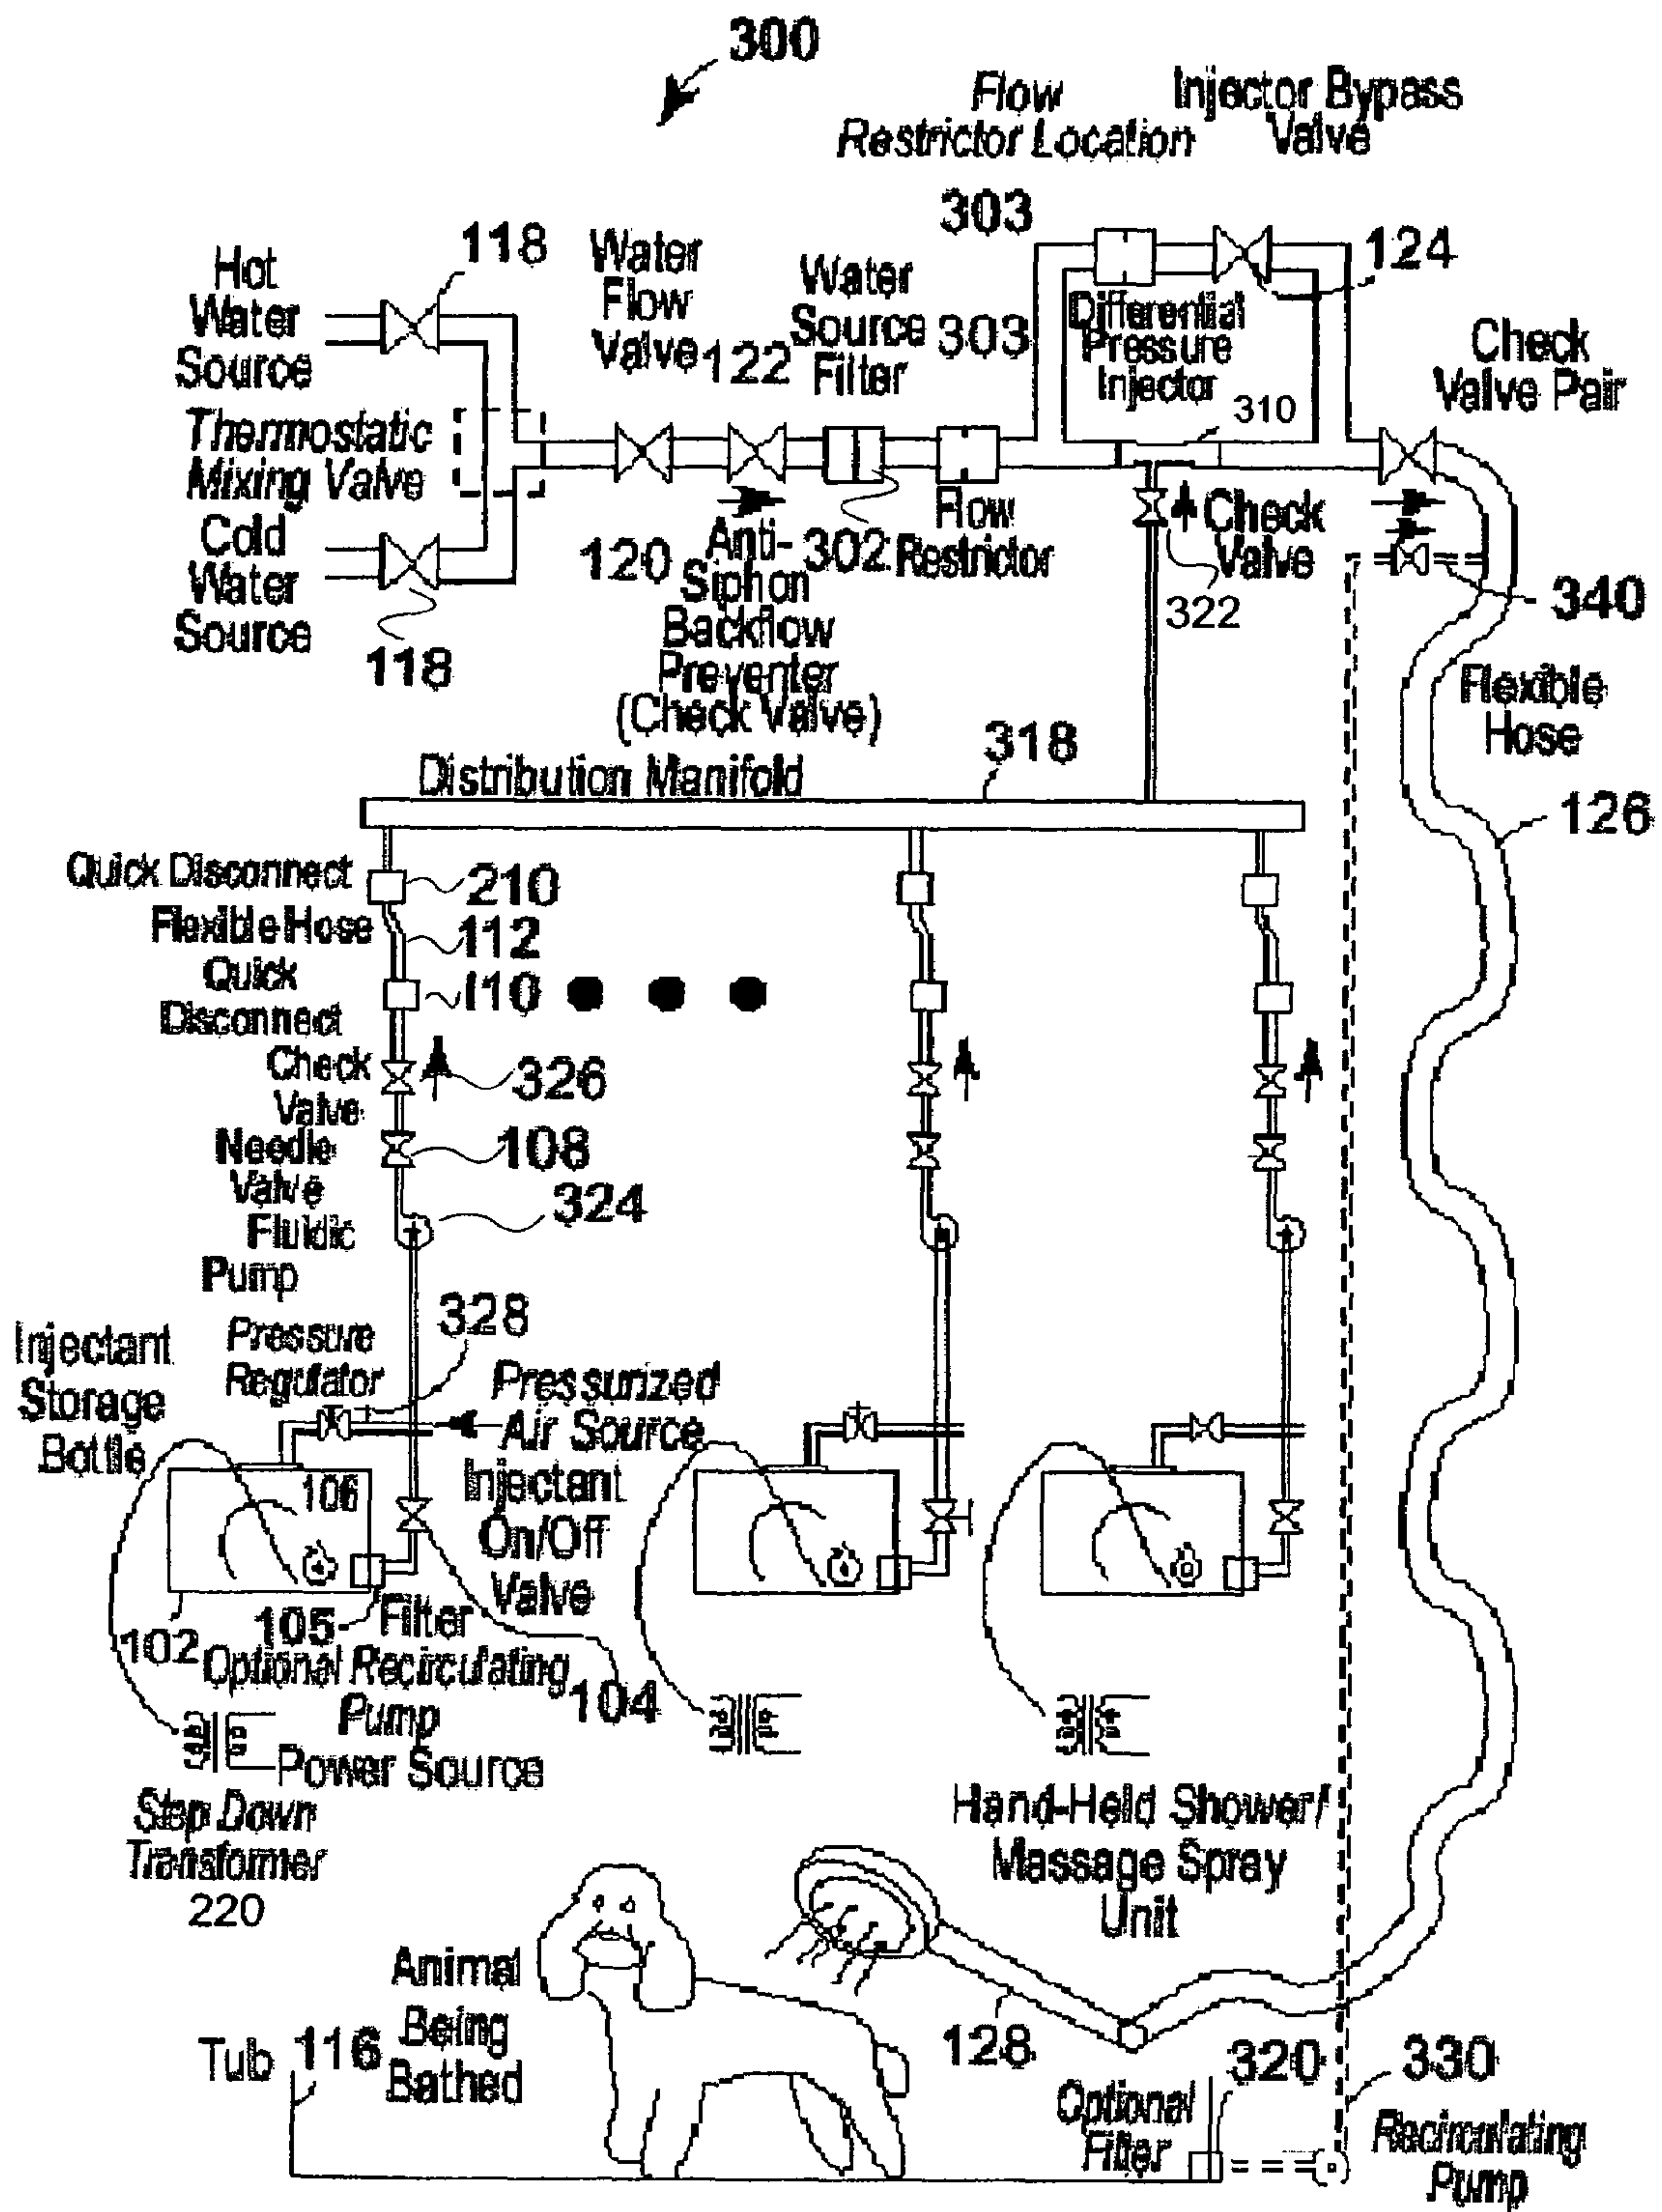 300
Flow
Restrictor Location
Injector Bypass
Valve
303
118
Hot
Water
Source
Water
Flow
Valve
122
Water
Source
Filter
303
124
Differential
Pressure
Injector
310
Check
Valve Pair
Thermostatic
Mixing Valve
Cold
Water
Source
118
120
Anti-
Siphon
Backflow
Preventer
(Check Valve)
302
Flow
Restrictor
Check
Valve
322
340
Flexible
Hose
126
318
Distribution Manifold
Quick Disconnect
210
Flexible Hose
112
Quick
Disconnect
110
Check
Valve
326
Needle
Valve
108
Fluidic
Pump
324
Injectant
Storage
Bottle
Pressure
Regulator
328
Pressurized
Air Source
Injectant
On/Off
Valve
106
102
105
Filter
Optional Recirculating
Pump
104
Power Source
Step Down
Transformer
220
Hand-Held Shower/
Massage Spray
Unit
Animal
Being
Bathed
Tub 116
128
320
330
Optional
Filter
Recirculating
Pump